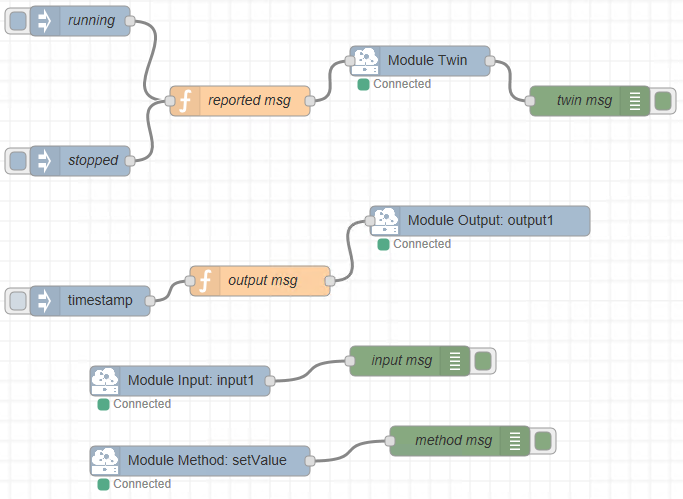 running
Module Twin
Connected
reported msg
twin msg
stopped
Module Output: output1
Connected
output msg
timestamp
input msg
Module Input: input1
Connected
method msg
Module Method: setValue
Connected